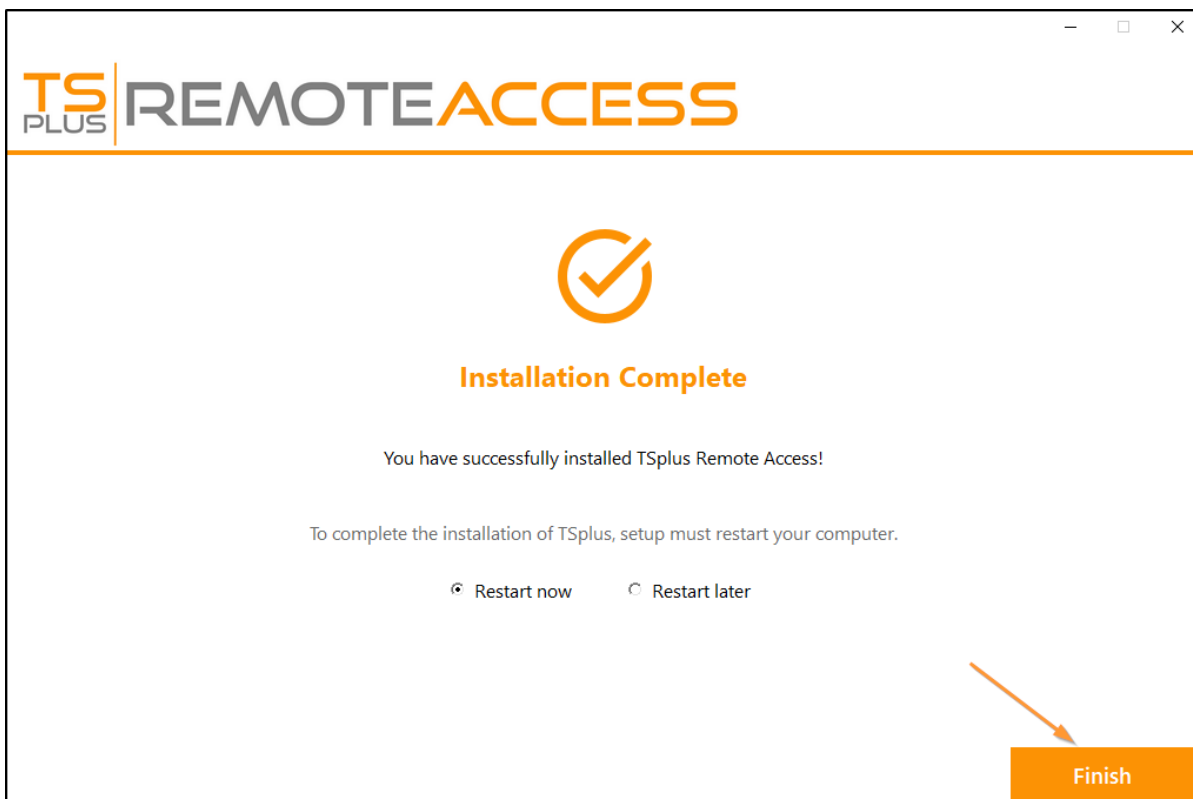 TS PLUS REMOTEACCESS
Installation Complete
You have successfully installed TSplus Remote Access!
To complete the installation of TSplus, setup must restart your computer.
Restart now Restart later
Finish